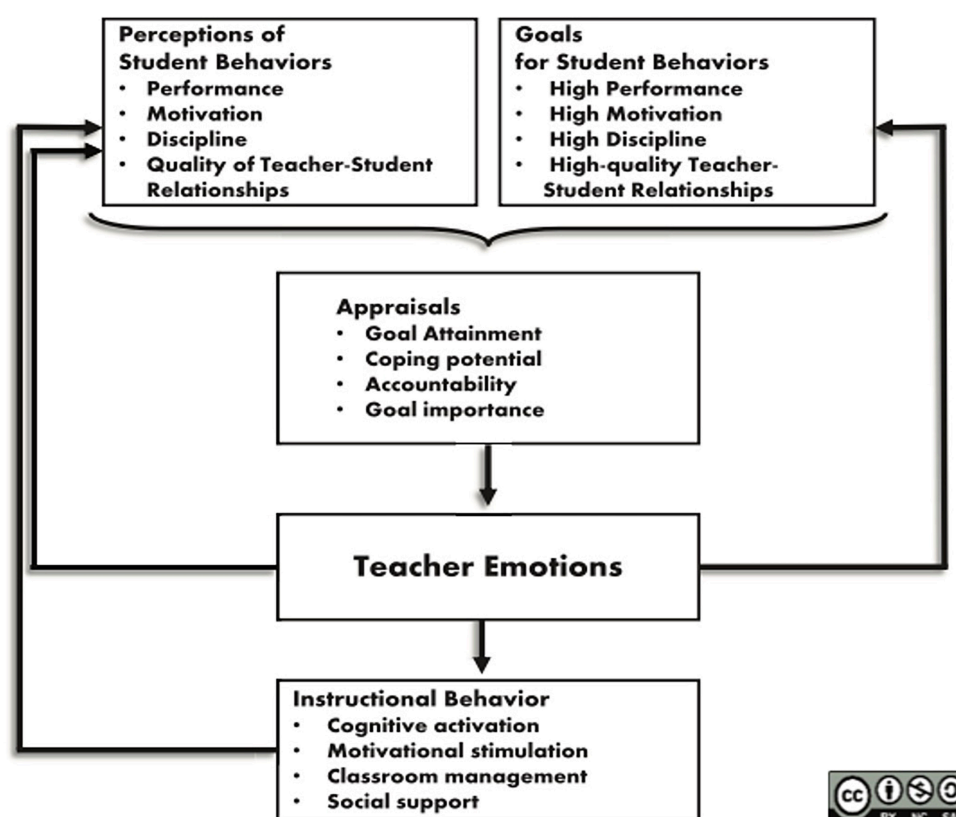 Perceptions of
Student Behaviors
• Performance
• Motivation
• Discipline
• Quality of Teacher-Student
Relationships
Goals
for Student Behaviors
• High Performance
• High Motivation
• High Discipline
• High-quality Teacher-
Student Relationships
Appraisals
• Goal Attainment
• Coping potential
• Accountability
• Goal importance
Teacher Emotions
Instructional Behavior
• Cognitive activation
• Motivational stimulation
• Classroom management
• Social support
cc